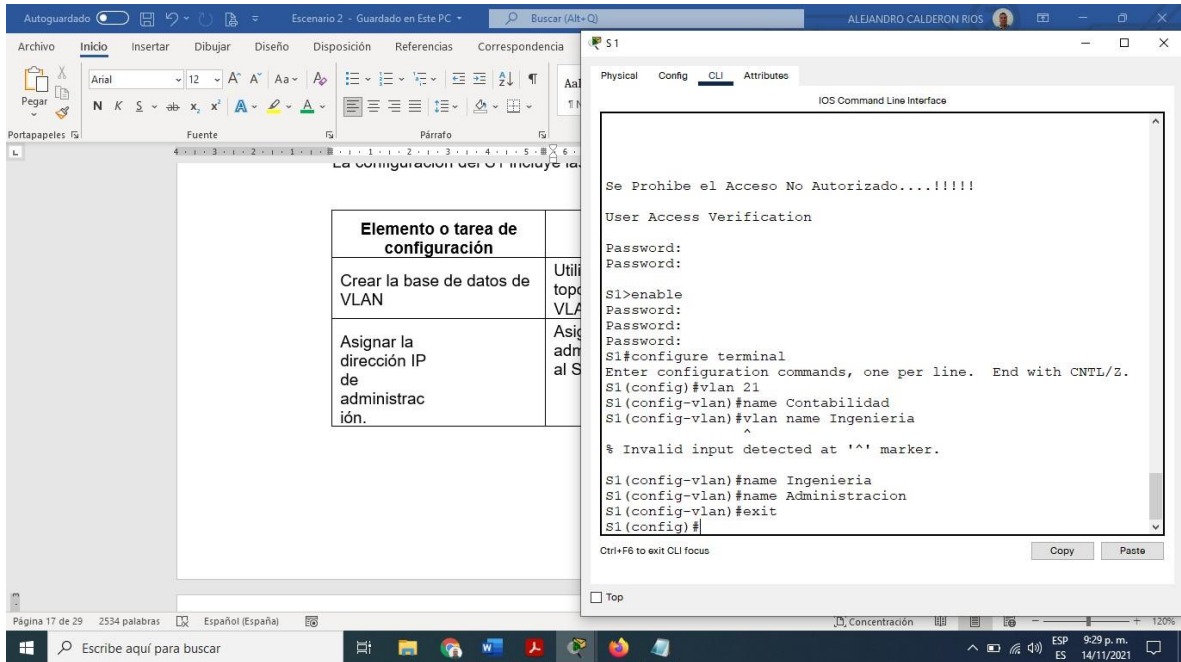 Autoguardado
Escenario 2 - Guardado en Este PC
Buscar (Alt+Q)
ALEJANDRO CALDERON RIOS
Archivo Inicio Insertar Dibujar Diseño Disposición Referencias Correspondencia
Pegar
Arial 12
N K S
Portapapeles Fuente Párrafo
La configuración del S1 incluye las
Elemento o tarea de
configuración
Crear la base de datos de
VLAN
Asignar la
dirección IP
de
administrac
ión.
S1
Physical Config CLI Attributes
IOS Command Line Interface
Se Prohibe el Acceso No Autorizado....!!!!!
User Access Verification
Password:
Password:
S1>enable
Password:
Password:
Password:
S1#configure terminal
Enter configuration commands, one per line. End with CNTL/Z.
S1(config)#vlan 21
S1(config-vlan)#name Contabilidad
S1(config-vlan)#vlan name Ingenieria
^
% Invalid input detected at '^' marker.
S1(config-vlan)#name Ingenieria
S1(config-vlan)#name Administracion
S1(config-vlan)#exit
S1(config)#
Ctrl+F6 to exit CLI focus
Copy Paste
Top
Página 17 de 29 2534 palabras Español (España)
Concentración
120%
Escribe aquí para buscar
ESP
ES
9:29 p. m.
14/11/2021